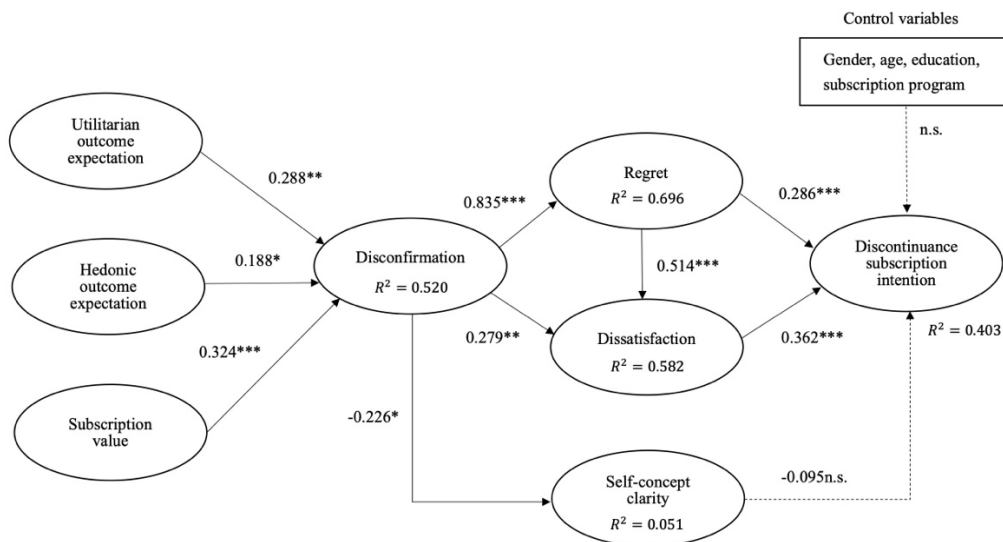 Control variables
Gender, age, education,
subscription program
n.s.
Utilitarian
outcome
expectation
0.288**
Hedonic
outcome
expectation
0.188*
Subscription
value
0.324***
Disconfirmation
R² = 0.520
0.835***
0.279**
-0.226*
Regret
R² = 0.696
0.514***
0.286***
Dissatisfaction
R² = 0.582
0.362***
Self-concept
clarity
R² = 0.051
-0.095n.s.
Discontinuance
subscription
intention
R² = 0.403